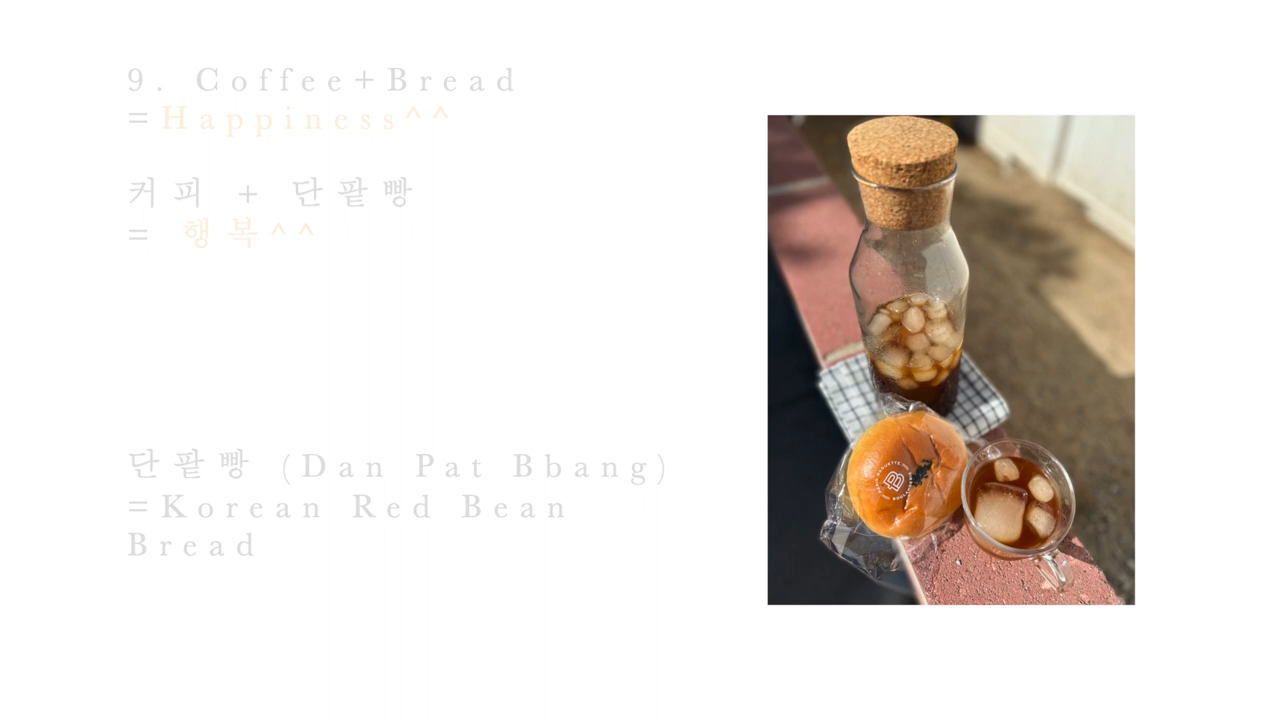 9. Coffee+Bread
=Happiness^^
커피 + 단팥빵
= 행복^^
단팥빵 (Dan Pat Bbang)
=Korean Red Bean
Bread